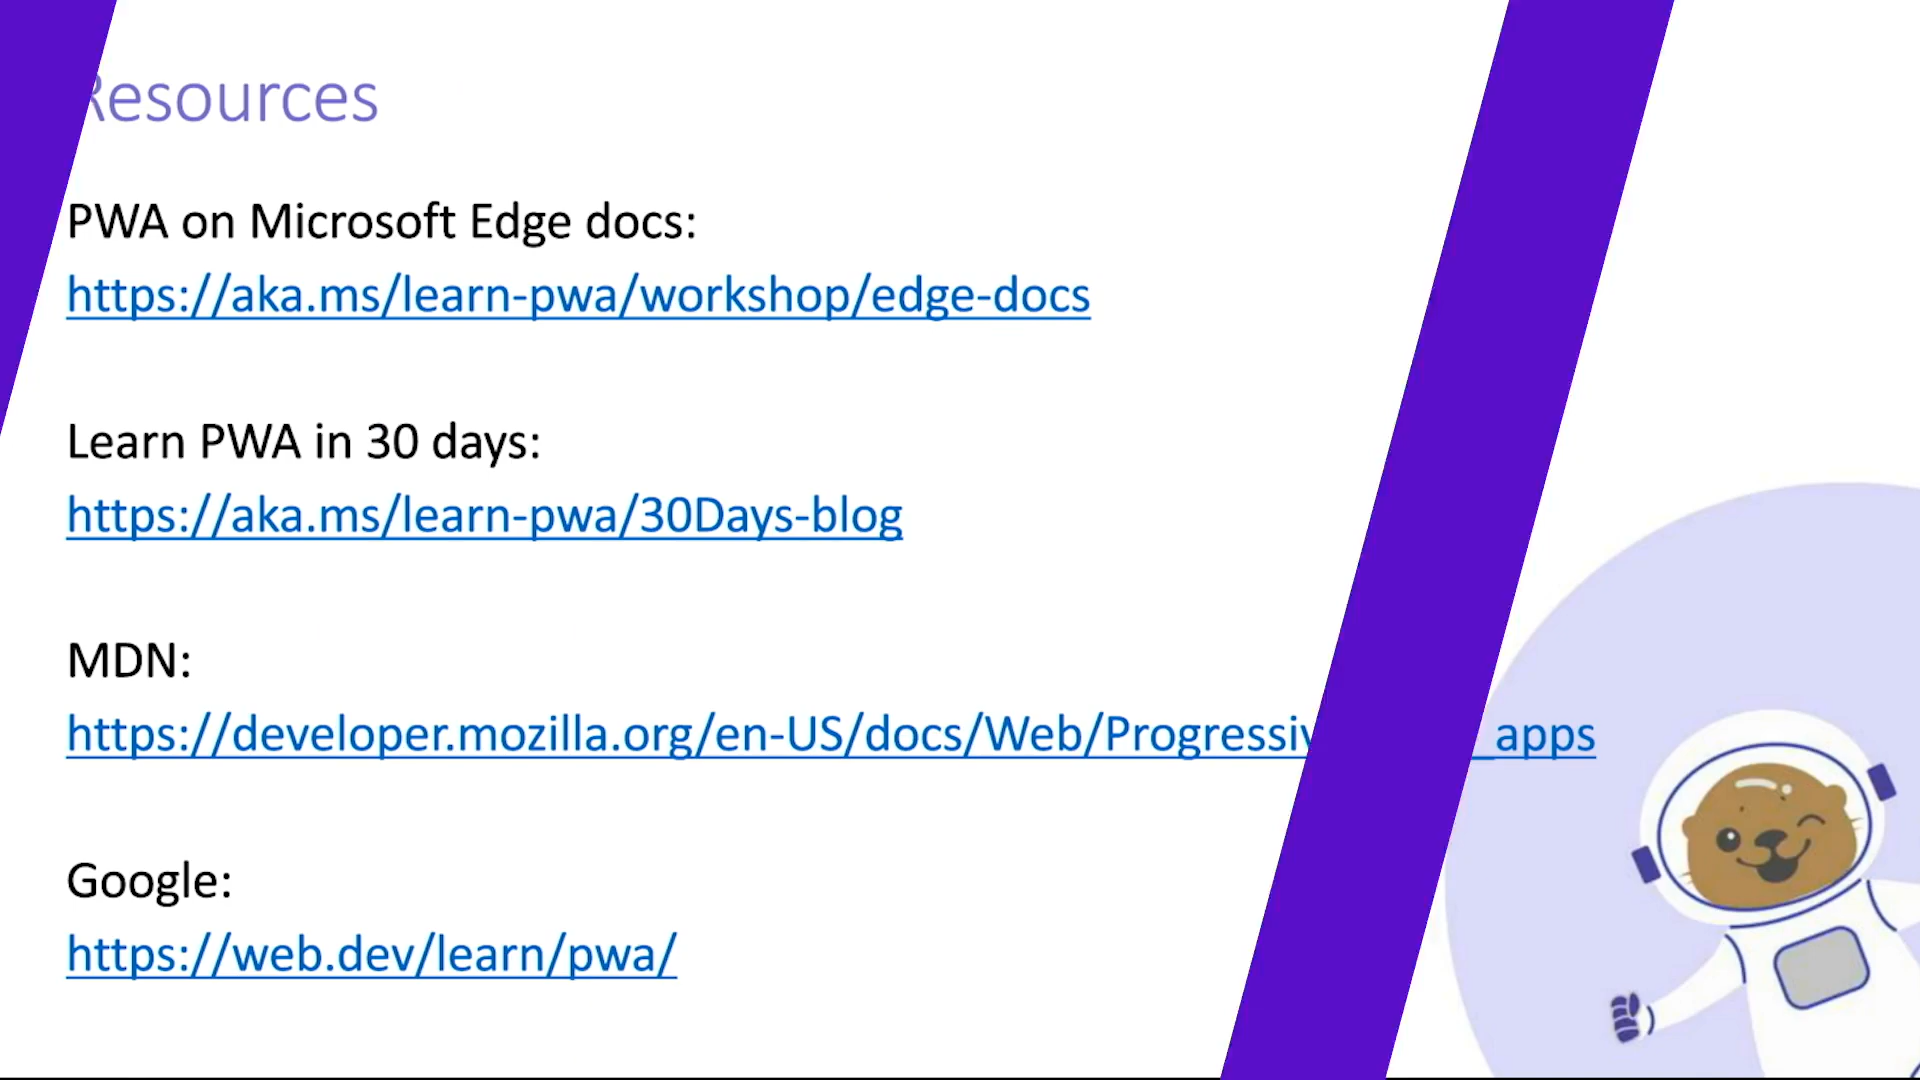 Resources
PWA on Microsoft Edge docs:
https://aka.ms/learn-pwa/workshop/edge-docs
Learn PWA in 30 days:
https://aka.ms/learn-pwa/30Days-blog
MDN:
https://developer.mozilla.org/en-US/docs/Web/Progressiv _apps
Google:
https://web.dev/learn/pwa/